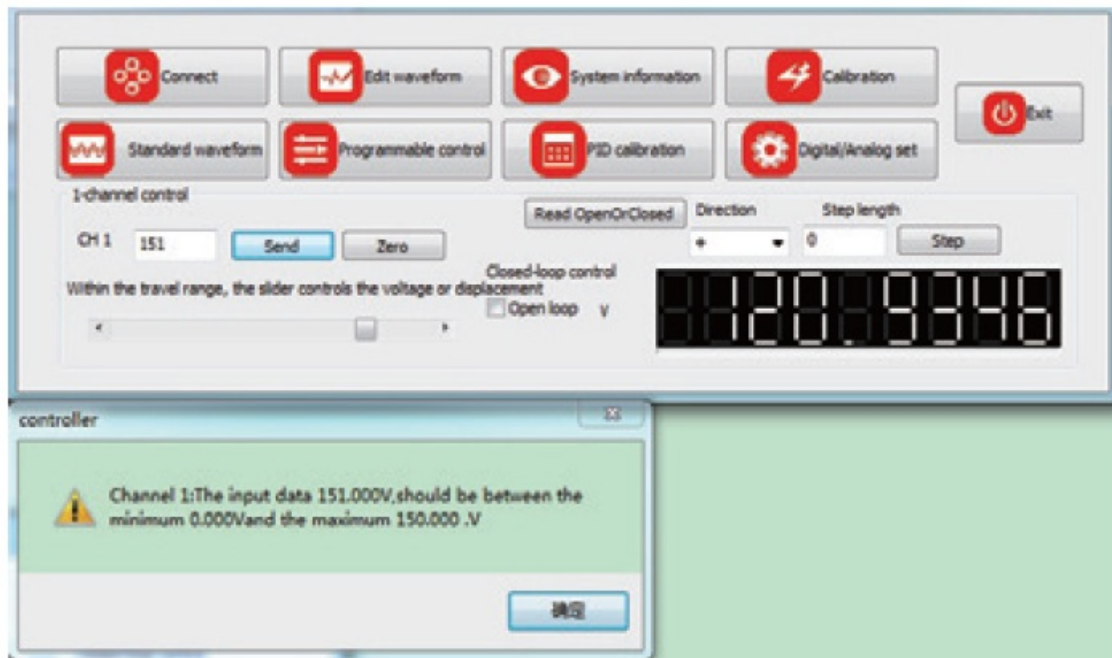 Connect
Edit waveform
System information
Calibration
Exit
Standard waveform
Programmable control
PID calibration
Digital/Analog set
1-channel control
Read OpenOrClosed
Direction
Step length
CH 1
151
Send
Zero
+
0
Step
Closed-loop control
Within the travel range, the slider controls the voltage or displacement
Open loop
V
120.9346
controller
Channel 1:The input data 151.000V,should be between the
minimum 0.000Vand the maximum 150.000 .V
确定